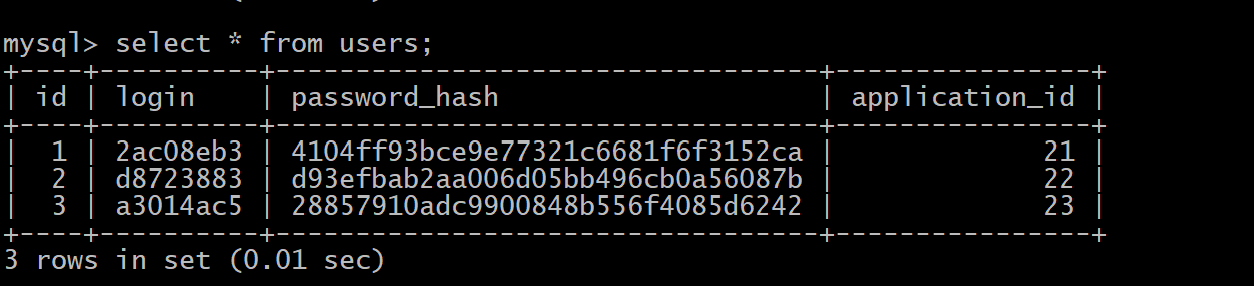 mysql> select * from users;
+----+----------+----------------------------------+----------------+
| id | login    | password_hash                    | application_id |
+----+----------+----------------------------------+----------------+
|  1 | 2ac08eb3 | 4104ff93bce9e77321c6681f6f3152ca |             21 |
|  2 | d8723883 | d93efbab2aa006d05bb496cb0a56087b |             22 |
|  3 | a3014ac5 | 28857910adc9900848b556f4085d6242 |             23 |
+----+----------+----------------------------------+----------------+
3 rows in set (0.01 sec)